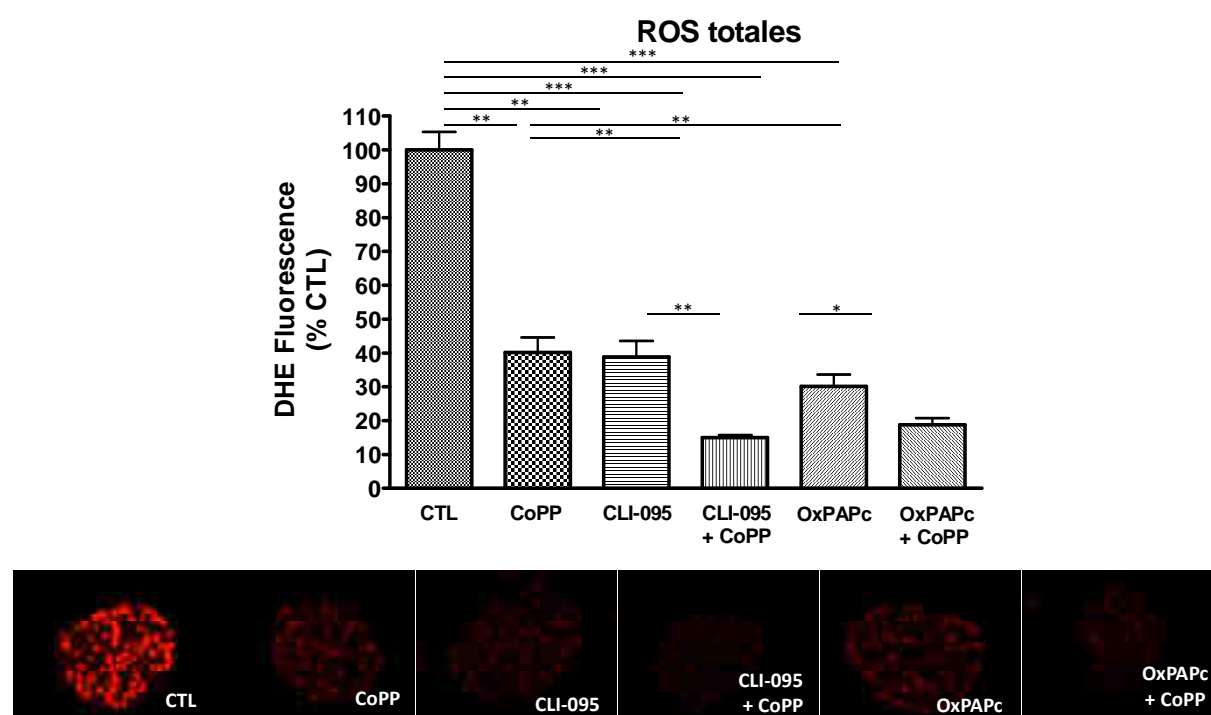 ROS totales
***
***
***
**
**
**
**
DHE Fluorescence
(% CTL)
110
100
90
80
70
60
50
40
30
20
10
0
**
*
CTL
CoPP
CLI-095
CLI-095
+ CoPP
OxPAPc
OxPAPc
+ CoPP
CTL
CoPP
CLI-095
CLI-095
+ CoPP
OxPAPc
OxPAPc
+ CoPP